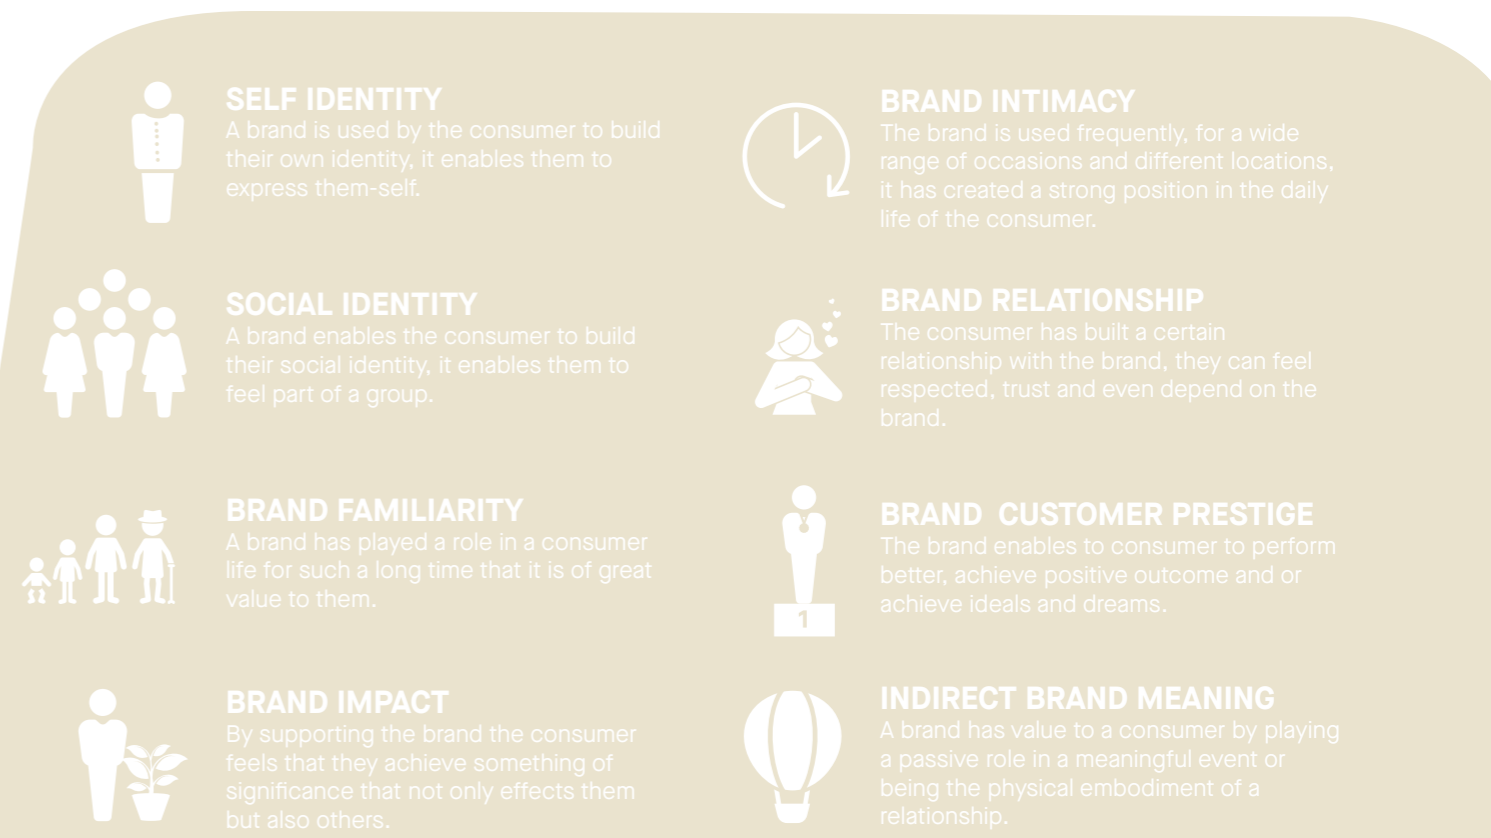 SELF IDENTITY
A brand is used by the consumer to build
their own identity, it enables them to
express them-self.
SOCIAL IDENTITY
A brand enables the consumer to build
their social identity, it enables them to
feel part of a group.
BRAND FAMILIARITY
A brand has played a role in a consumer
life for such a long time that it is of great
value to them.
BRAND IMPACT
By supporting the brand the consumer
feels that they achieve something of
significance that not only effects them
but also others.
BRAND INTIMACY
The brand is used frequently, for a wide
range of occasions and different locations,
it has created a strong position in the daily
life of the consumer.
BRAND RELATIONSHIP
The consumer has built a certain
relationship with the brand, they can feel
respected, trust and even depend on the
brand.
BRAND CUSTOMER PRESTIGE
The brand enables to consumer to perform
better, achieve positive outcome and or
achieve ideals and dreams.
1
INDIRECT BRAND MEANING
A brand has value to a consumer by playing
a passive role in a meaningful event or
being the physical embodiment of a
relationship.